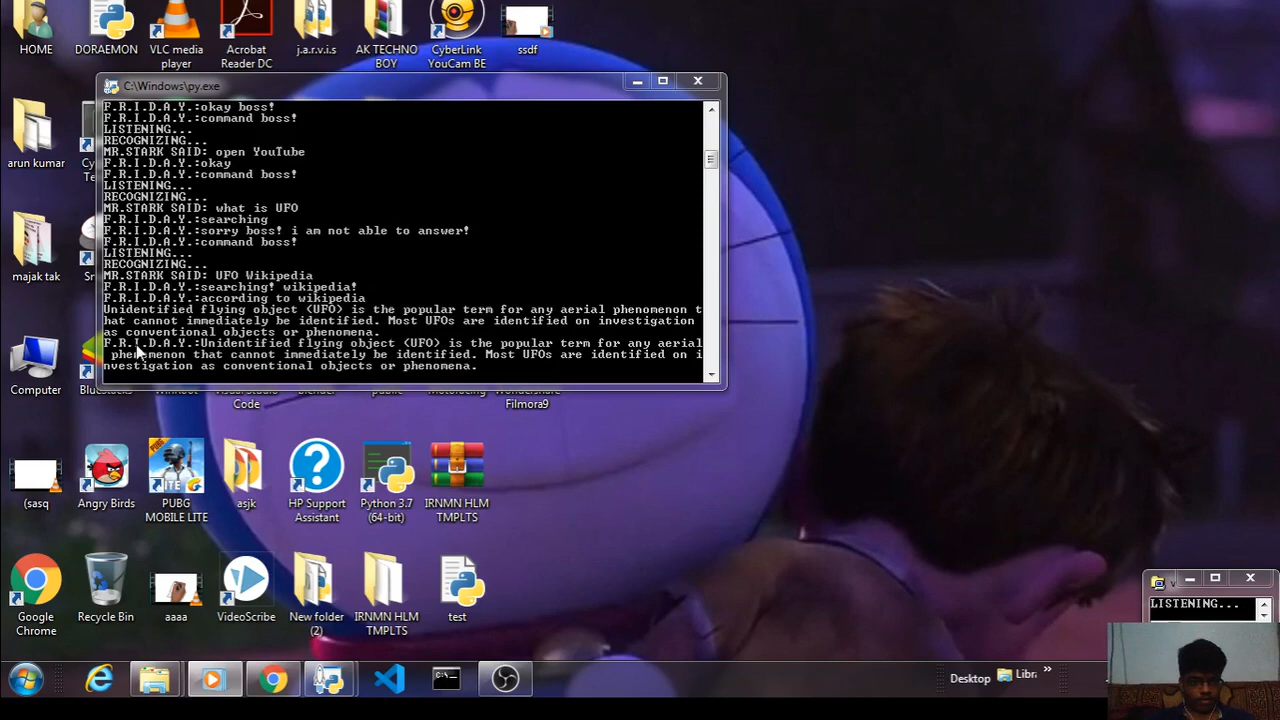 HOME
DORAEMON
VLC media
player
Acrobat
Reader DC
j.a.r.v.i.s
AK TECHNO
BOY
CyberLink
YouCam BE
ssdf
C:\Windows\py.exe
F.R.I.D.A.Y.:okay boss!
F.R.I.D.A.Y.:command boss!
LISTENING...
RECOGNIZING...
MR.STARK SAID: open YouTube
F.R.I.D.A.Y.:okay
F.R.I.D.A.Y.:command boss!
LISTENING...
RECOGNIZING...
MR.STARK SAID: what is UFO
F.R.I.D.A.Y.:searching
F.R.I.D.A.Y.:sorry boss! i am not able to answer!
F.R.I.D.A.Y.:command boss!
LISTENING...
RECOGNIZING...
MR.STARK SAID: UFO Wikipedia
F.R.I.D.A.Y.:searching! wikipedia!
F.R.I.D.A.Y.:according to wikipedia
Unidentified flying object (UFO) is the popular term for any aerial phenomenon t
hat cannot immediately be identified. Most UFOs are identified on investigation
as conventional objects or phenomena.
F.R.I.D.A.Y.:Unidentified flying object (UFO) is the popular term for any aerial
phenomenon that cannot immediately be identified. Most UFOs are identified on i
nvestigation as conventional objects or phenomena.
arun kumar
majak tak
Computer
Code
Filmora9
(sasq
Angry Birds
PUBG
MOBILE LITE
asjk
HP Support
Assistant
Python 3.7
(64-bit)
IRNMN HLM
TMPLTS
Google
Chrome
Recycle Bin
aaaa
VideoScribe
New folder
(2)
IRNMN HLM
TMPLTS
test
LISTENING...
Desktop
Libr